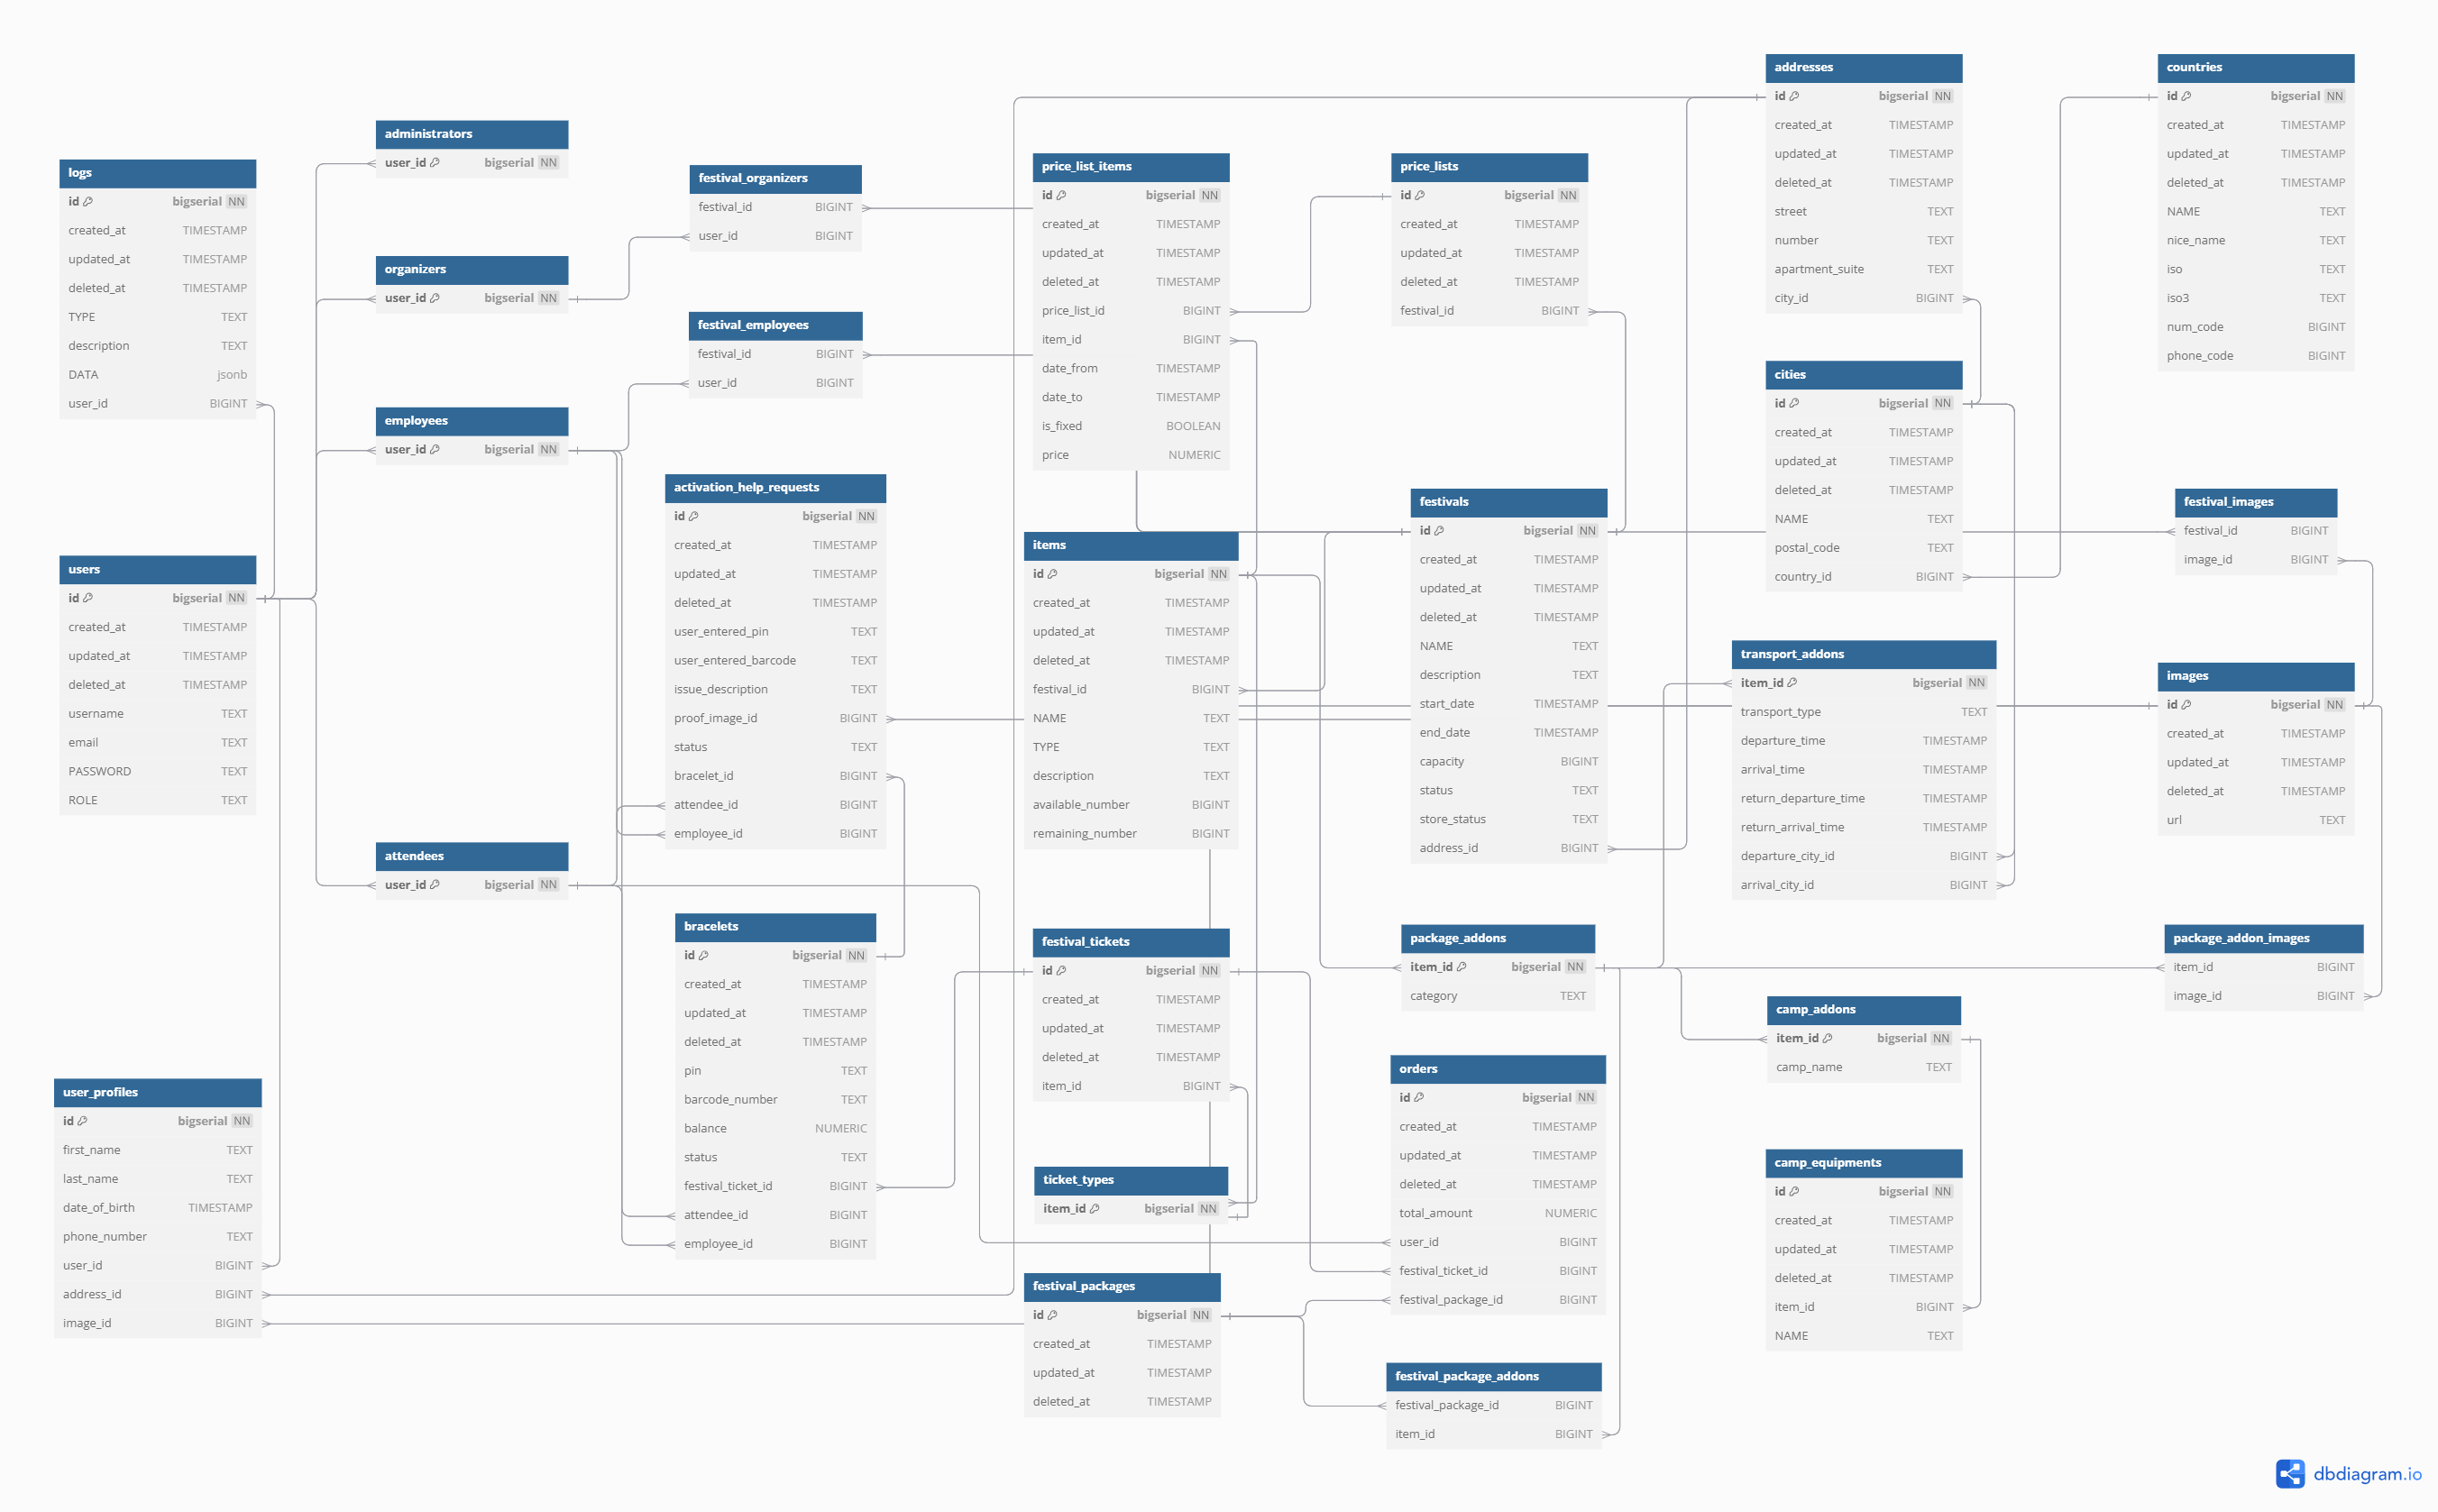 logs
id bigserial NN
created_at TIMESTAMP
updated_at TIMESTAMP
deleted_at TIMESTAMP
TYPE TEXT
description TEXT
DATA jsonb
user_id BIGINT
users
id bigserial NN
created_at TIMESTAMP
updated_at TIMESTAMP
deleted_at TIMESTAMP
username TEXT
email TEXT
PASSWORD TEXT
ROLE TEXT
user_profiles
id bigserial NN
first_name TEXT
last_name TEXT
date_of_birth TIMESTAMP
phone_number TEXT
user_id BIGINT
address_id BIGINT
image_id BIGINT
administrators
user_id bigserial NN
organizers
user_id bigserial NN
employees
user_id bigserial NN
attendees
user_id bigserial NN
festival_organizers
festival_id BIGINT
user_id BIGINT
festival_employees
festival_id BIGINT
user_id BIGINT
activation_help_requests
id bigserial NN
created_at TIMESTAMP
updated_at TIMESTAMP
deleted_at TIMESTAMP
user_entered_pin TEXT
user_entered_barcode TEXT
issue_description TEXT
proof_image_id BIGINT
status TEXT
bracelet_id BIGINT
attendee_id BIGINT
employee_id BIGINT
bracelets
id bigserial NN
created_at TIMESTAMP
updated_at TIMESTAMP
deleted_at TIMESTAMP
pin TEXT
barcode_number TEXT
balance NUMERIC
status TEXT
festival_ticket_id BIGINT
attendee_id BIGINT
employee_id BIGINT
price_list_items
id bigserial NN
created_at TIMESTAMP
updated_at TIMESTAMP
deleted_at TIMESTAMP
price_list_id BIGINT
item_id BIGINT
date_from TIMESTAMP
date_to TIMESTAMP
is_fixed BOOLEAN
price NUMERIC
items
id bigserial NN
created_at TIMESTAMP
updated_at TIMESTAMP
deleted_at TIMESTAMP
festival_id BIGINT
NAME TEXT
TYPE TEXT
description TEXT
available_number BIGINT
remaining_number BIGINT
festival_tickets
id bigserial NN
created_at TIMESTAMP
updated_at TIMESTAMP
deleted_at TIMESTAMP
item_id BIGINT
ticket_types
item_id bigserial NN
festival_packages
id bigserial NN
created_at TIMESTAMP
updated_at TIMESTAMP
deleted_at TIMESTAMP
price_lists
id bigserial NN
created_at TIMESTAMP
updated_at TIMESTAMP
deleted_at TIMESTAMP
festival_id BIGINT
festivals
id bigserial NN
created_at TIMESTAMP
updated_at TIMESTAMP
deleted_at TIMESTAMP
NAME TEXT
description TEXT
start_date TIMESTAMP
end_date TIMESTAMP
capacity BIGINT
status TEXT
store_status TEXT
address_id BIGINT
package_addons
item_id bigserial NN
category TEXT
orders
id bigserial NN
created_at TIMESTAMP
updated_at TIMESTAMP
deleted_at TIMESTAMP
total_amount NUMERIC
user_id BIGINT
festival_ticket_id BIGINT
festival_package_id BIGINT
festival_package_addons
festival_package_id BIGINT
item_id BIGINT
addresses
id bigserial NN
created_at TIMESTAMP
updated_at TIMESTAMP
deleted_at TIMESTAMP
street TEXT
number TEXT
apartment_suite TEXT
city_id BIGINT
cities
id bigserial NN
created_at TIMESTAMP
updated_at TIMESTAMP
deleted_at TIMESTAMP
NAME TEXT
postal_code TEXT
country_id BIGINT
transport_addons
item_id bigserial NN
transport_type TEXT
departure_time TIMESTAMP
arrival_time TIMESTAMP
return_departure_time TIMESTAMP
return_arrival_time TIMESTAMP
departure_city_id BIGINT
arrival_city_id BIGINT
camp_addons
item_id bigserial NN
camp_name TEXT
camp_equipments
id bigserial NN
created_at TIMESTAMP
updated_at TIMESTAMP
deleted_at TIMESTAMP
item_id BIGINT
NAME TEXT
countries
id bigserial NN
created_at TIMESTAMP
updated_at TIMESTAMP
deleted_at TIMESTAMP
NAME TEXT
nice_name TEXT
iso TEXT
iso3 TEXT
num_code BIGINT
phone_code BIGINT
festival_images
festival_id BIGINT
image_id BIGINT
images
id bigserial NN
created_at TIMESTAMP
updated_at TIMESTAMP
deleted_at TIMESTAMP
url TEXT
package_addon_images
item_id BIGINT
image_id BIGINT
dbdiagram.io